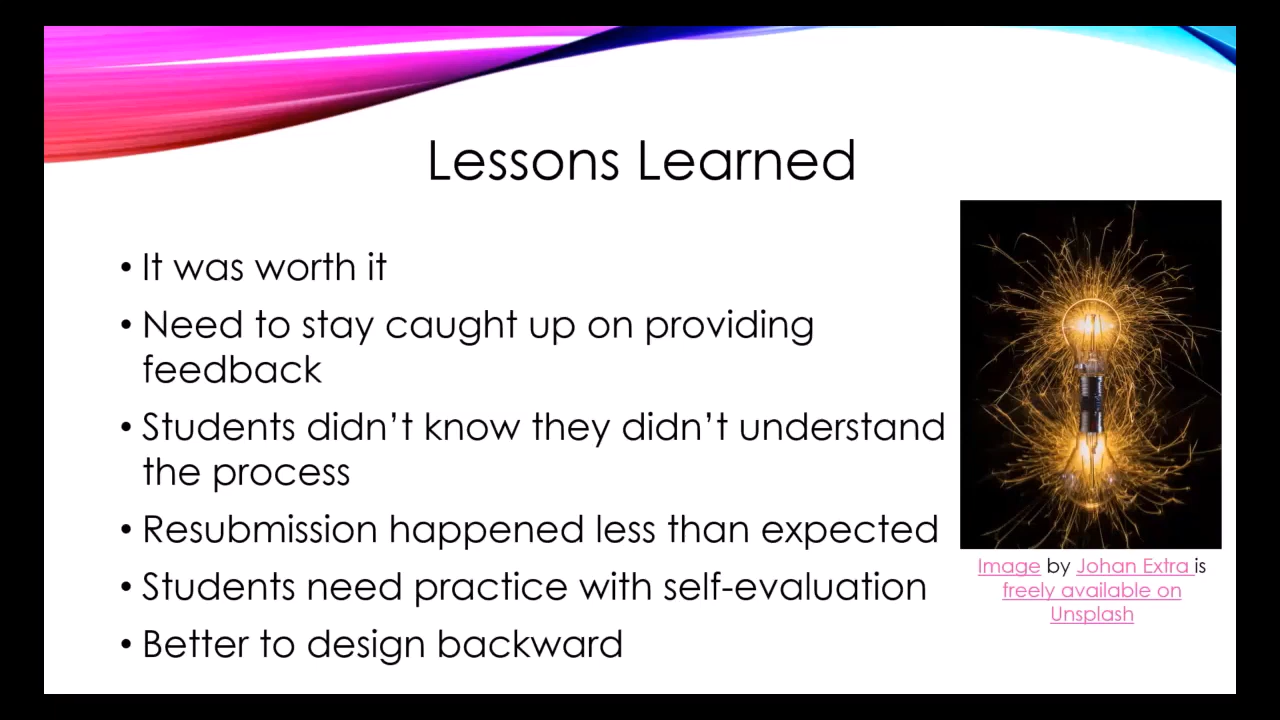 Lessons Learned
• It was worth it
• Need to stay caught up on providing
feedback
• Students didn’t know they didn’t understand
the process
• Resubmission happened less than expected
• Students need practice with self-evaluation
• Better to design backward
Image by Johan Extra is
freely available on
Unsplash